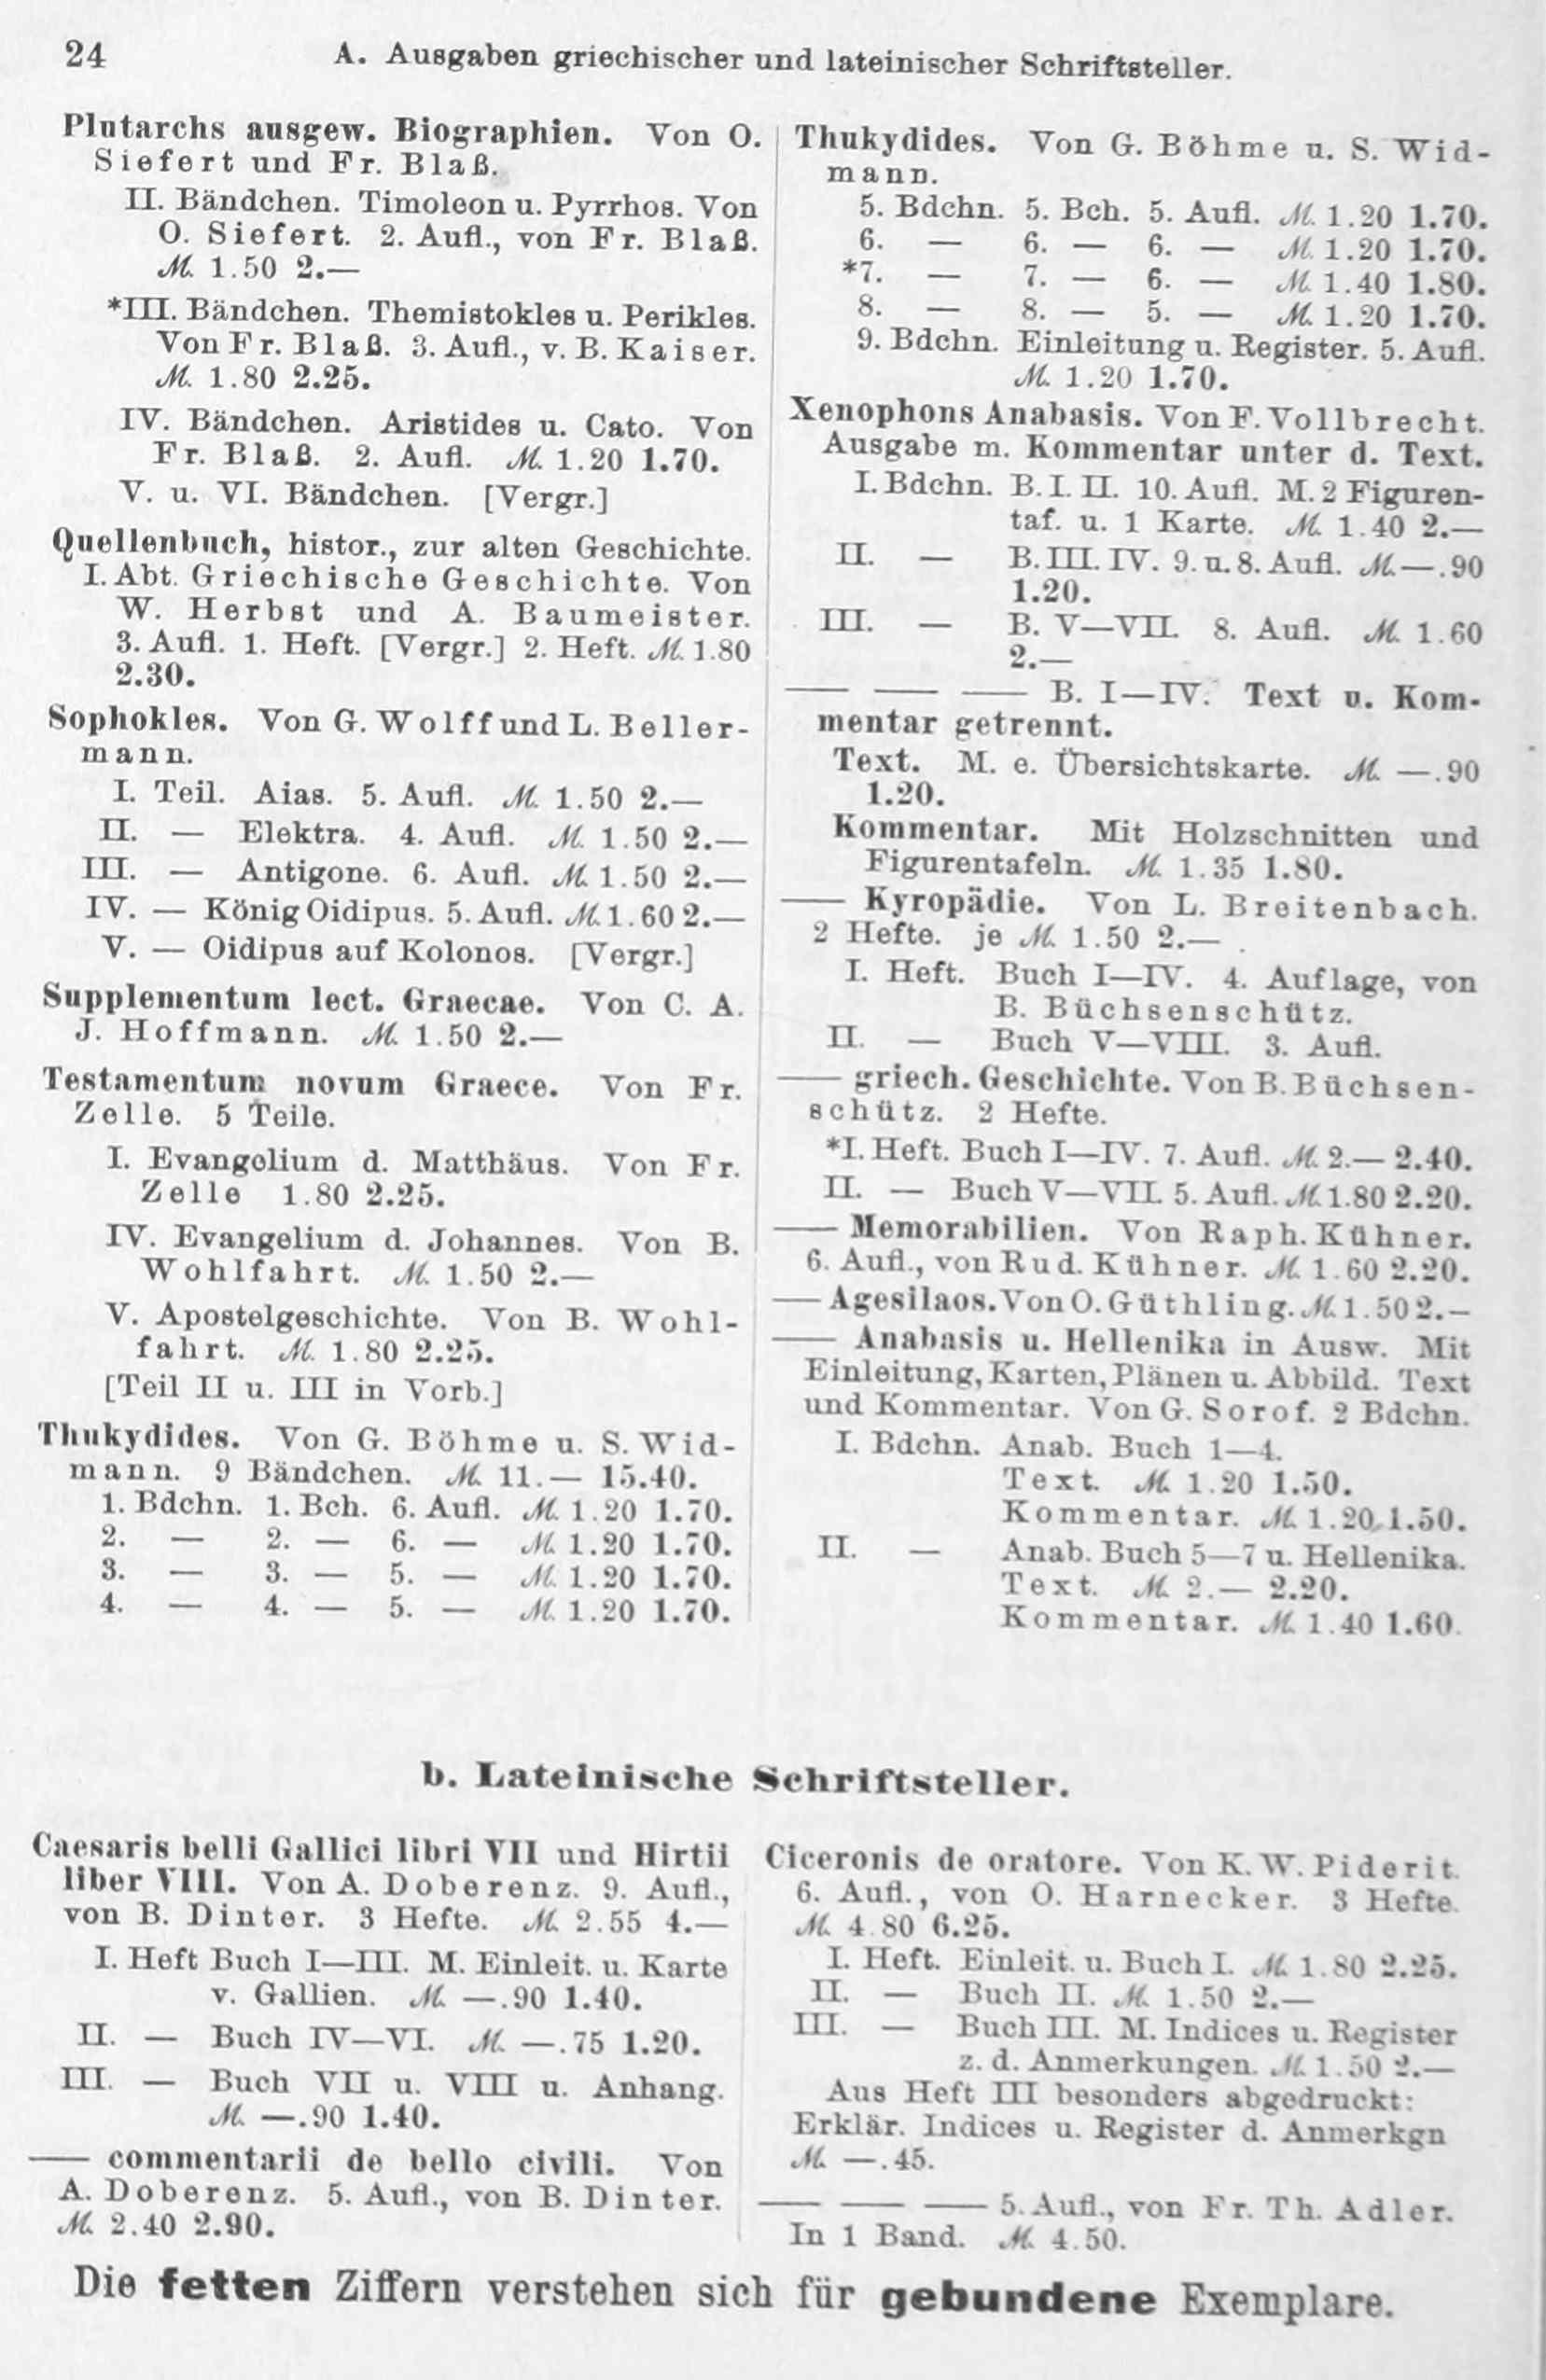 24
A. Ausgaben griechischer und lateinischer Schriftsteller.
Plutarchs ausgew. Biographien. Von O.
Siefert und Fr. Blaß.
II. Bändchen. Timoleon u. Pyrrhos. Von
O. Siefert. 2. Aufl., von Fr. Blaß.
M. 1.50 2.—
*III. Bändchen. Themistokles u. Perikles.
Von Fr. Blaß. 3. Aufl., v. B. Kaiser.
M. 1.80 2.25.
IV. Bändchen. Aristides u. Cato. Von
Fr. Blaß. 2. Aufl. M. 1.20 1.70.
V. u. VI. Bändchen. [Vergr.]
Quellenbuch, histor., zur alten Geschichte.
I. Abt. Griechische Geschichte. Von
W. Herbst und A. Baumeister.
3. Aufl. 1. Heft. [Vergr.] 2. Heft. M. 1.80
2.30.
Sophokles. Von G. Wolff und L. Beller-
mann.
I. Teil. Aias. 5. Aufl. M. 1.50 2.—
II. — Elektra. 4. Aufl. M. 1.50 2.—
III. — Antigone. 6. Aufl. M. 1.50 2.—
IV. — König Oidipus. 5. Aufl. M. 1.60 2.—
V. — Oidipus auf Kolonos. [Vergr.]
Supplementum lect. Graecae. Von C. A.
J. Hoffmann. M. 1.50 2.—
Testamentum novum Graece. Von Fr.
Zelle. 5 Teile.
I. Evangelium d. Matthäus. Von Fr.
Zelle 1.80 2.25.
IV. Evangelium d. Johannes. Von B.
Wohlfahrt. M. 1.50 2.—
V. Apostelgeschichte. Von B. Wohl-
fahrt. M. 1.80 2.25.
[Teil II u. III in Vorb.]
Thukydides. Von G. Böhme u. S. Wid-
mann. 9 Bändchen. M. 11.— 15.40.
1. Bdchn. 1. Bch. 6. Aufl. M. 1.20 1.70.
2. — 2. — 6. — M. 1.20 1.70.
3. — 3. — 5. — M. 1.20 1.70.
4. — 4. — 5. — M. 1.20 1.70.
Thukydides. Von G. Böhme u. S. Wid-
mann.
5. Bdchn. 5. Bch. 5. Aufl. M. 1.20 1.70.
6. — 6. — 6. — M. 1.20 1.70.
*7. — 7. — 6. — M. 1.40 1.80.
8. — 8. — 5. — M. 1.20 1.70.
9. Bdchn. Einleitung u. Register. 5. Aufl.
M. 1.20 1.70.
Xenophons Anabasis. Von F. Vollbrecht.
Ausgabe m. Kommentar unter d. Text.
I. Bdchn. B. I. II. 10. Aufl. M. 2 Figuren-
taf. u. 1 Karte. M. 1.40 2.—
II. — B. III. IV. 9. u. 8. Aufl. M. —.90
1.20.
III. — B. V—VII. 8. Aufl. M. 1.60
2.—
— — — B. I—IV. Text u. Kom-
mentar getrennt.
Text. M. e. Übersichtskarte. M. —.90
1.20.
Kommentar. Mit Holzschnitten und
Figurentafeln. M. 1.35 1.80.
— Kyropädie. Von L. Breitenbach.
2 Hefte. je M. 1.50 2.—
I. Heft. Buch I—IV. 4. Auflage, von
B. Büchsenschütz.
II. — Buch V—VIII. 3. Aufl.
— griech. Geschichte. Von B. Büchsen-
schütz. 2 Hefte.
*I. Heft. Buch I—IV. 7. Aufl. M. 2.— 2.40.
II. — Buch V—VII. 5. Aufl. M. 1.80 2.20.
— Memorabilien. Von Raph. Kühner.
6. Aufl., von Rud. Kühner. M. 1.60 2.20.
— Agesilaos. Von O. Güthling. M. 1.50 2.—
— Anabasis u. Hellenika in Ausw. Mit
Einleitung, Karten, Plänen u. Abbild. Text
und Kommentar. Von G. Sorof. 2 Bdchn.
I. Bdchn. Anab. Buch 1—4.
Text. M. 1.20 1.50.
Kommentar. M. 1.20 1.50.
II. — Anab. Buch 5—7 u. Hellenika.
Text. M. 2.— 2.20.
Kommentar. M. 1.40 1.60.
b. Lateinische Schriftsteller.
Caesaris belli Gallici libri VII und Hirtii
liber VIII. Von A. Doberenz. 9. Aufl.,
von B. Dinter. 3 Hefte. M. 2.55 4.—
I. Heft Buch I—III. M. Einleit. u. Karte
v. Gallien. M. —.90 1.40.
II. — Buch IV—VI. M. —.75 1.20.
III. — Buch VII u. VIII u. Anhang.
M. —.90 1.40.
— commentarii de bello civili. Von
A. Doberenz. 5. Aufl., von B. Dinter.
M. 2.40 2.90.
Ciceronis de oratore. Von K. W. Piderit.
6. Aufl., von O. Harnecker. 3 Hefte.
M. 4.80 6.25.
I. Heft. Einleit. u. Buch I. M. 1.80 2.25.
II. — Buch II. M. 1.50 2.—
III. — Buch III. M. Indices u. Register
z. d. Anmerkungen. M. 1.50 2.—
Aus Heft III besonders abgedruckt:
Erklär. Indices u. Register d. Anmerkgn
M. —.45.
— — — 5. Aufl., von Fr. Th. Adler.
In 1 Band. M. 4.50.
Die fetten Ziffern verstehen sich für gebundene Exemplare.